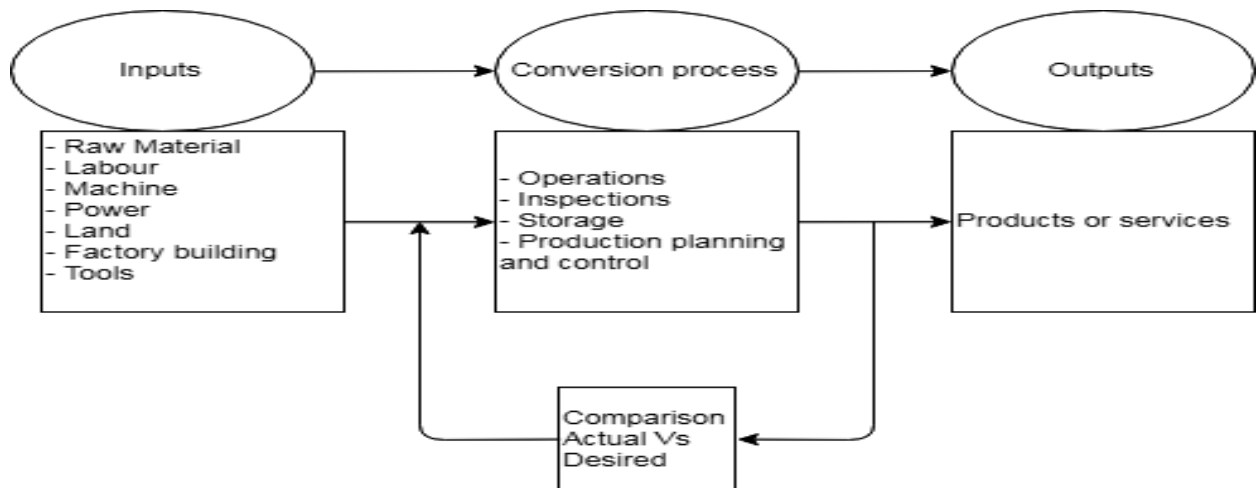 Inputs
Conversion process
Outputs
- Raw Material
- Labour
- Machine
- Power
- Land
- Factory building
- Tools
- Operations
- Inspections
- Storage
- Production planning
and control
Products or services
Comparison
Actual Vs
Desired